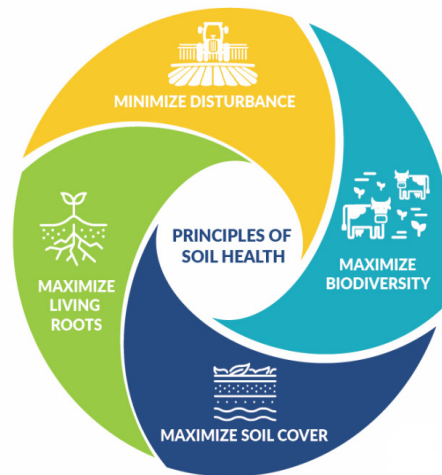 MINIMIZE DISTURBANCE
PRINCIPLES OF
SOIL HEALTH
MAXIMIZE
BIODIVERSITY
MAXIMIZE
LIVING
ROOTS
MAXIMIZE SOIL COVER